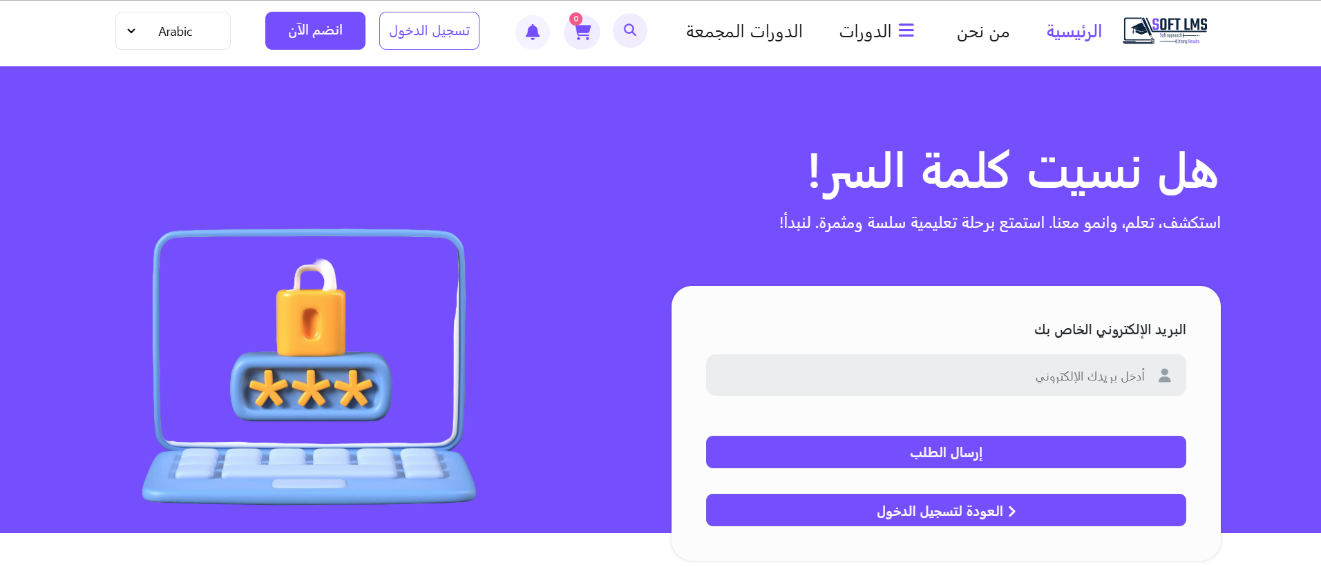 SOFT LMS
الرئيسية
من نحن
الدورات
الدورات المجمعة
0
تسجيل الدخول
انضم الآن
Arabic
هل نسيت كلمة السر!
استكشف، تعلم، وانمو معنا. استمتع برحلة تعليمية سلسة ومثمرة. لنبدأ!
البريد الإلكتروني الخاص بك
أدخل بريدك الإلكتروني
إرسال الطلب
العودة لتسجيل الدخول
***